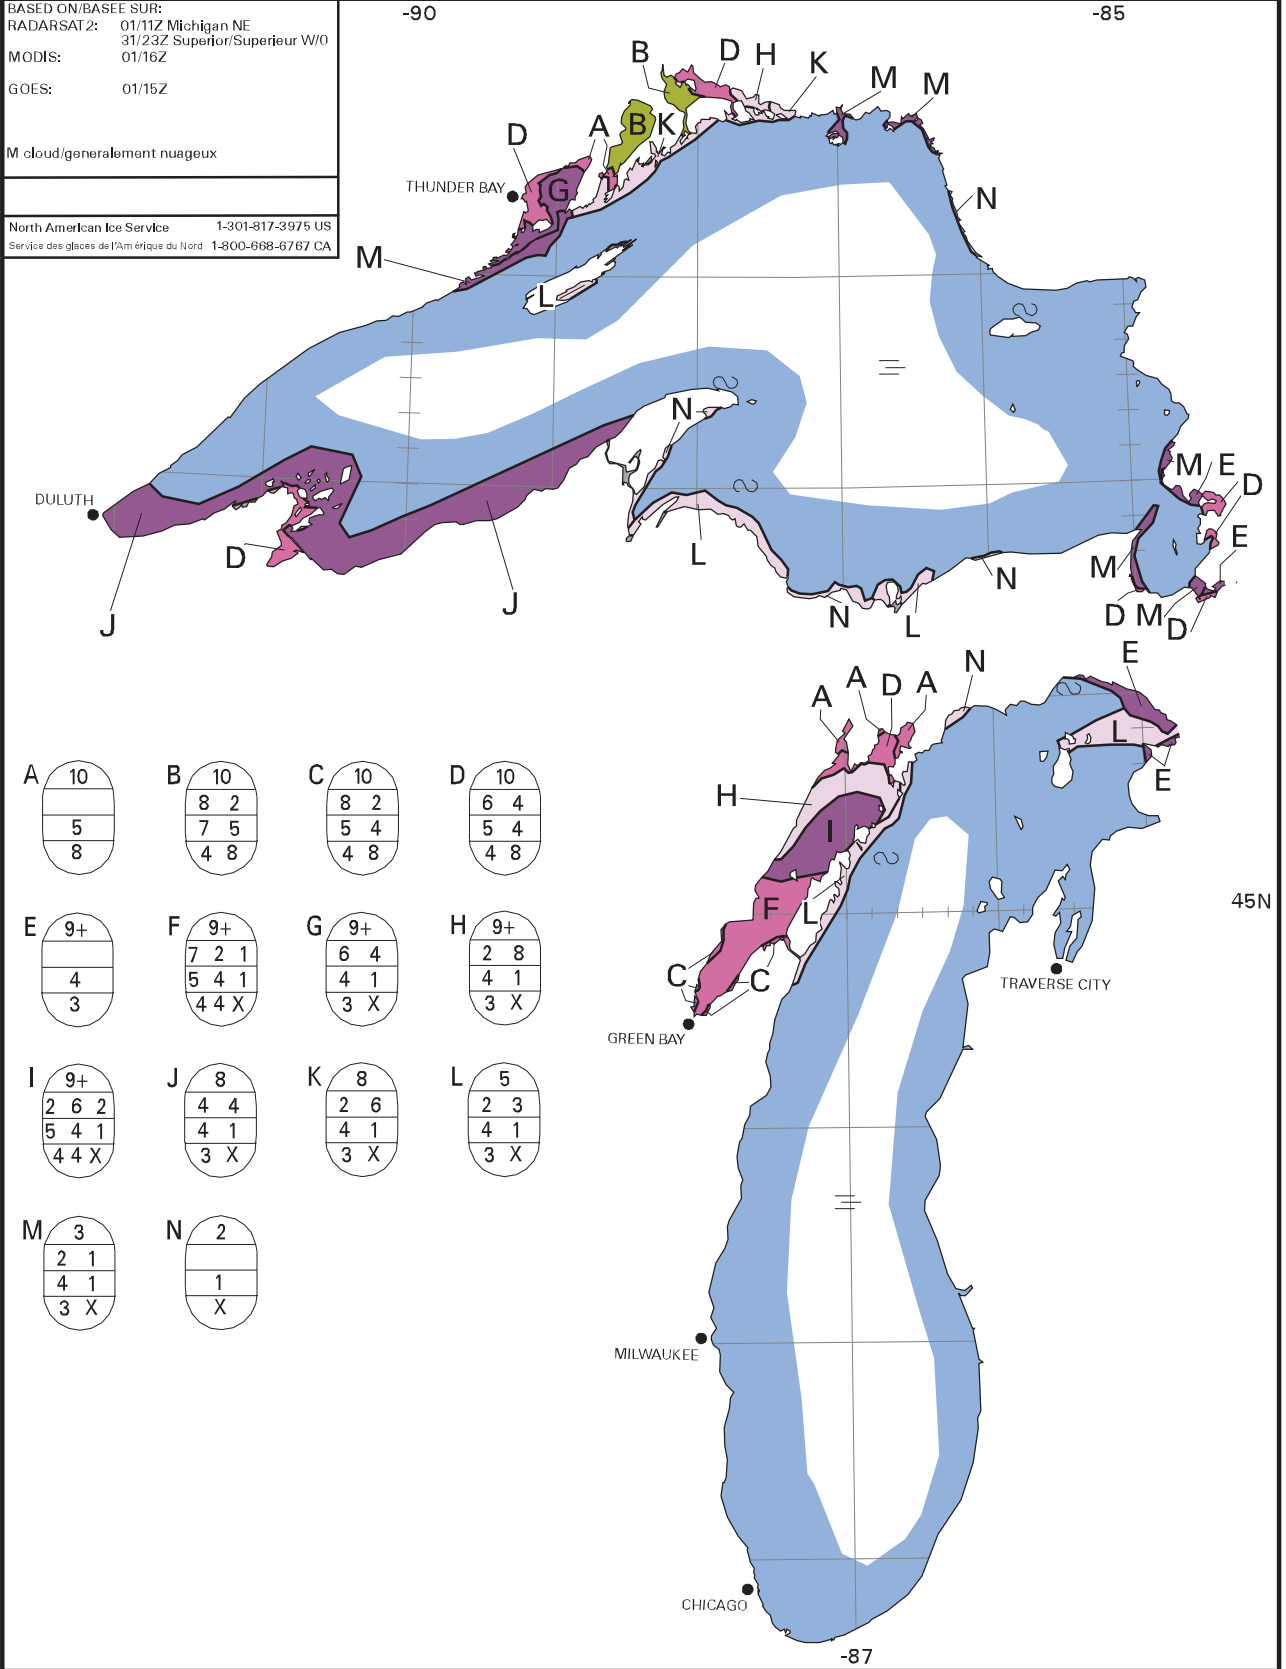 BASED ON/BASEE SUR:
RADARSAT2: 01/11Z Michigan NE
31/23Z Superior/Superieur W/O
MODIS: 01/16Z
GOES: 01/15Z
M cloud/generalement nuageux
North American Ice Service 1-301-817-3975 US
Service des glaces de l'Amérique du Nord 1-800-668-6767 CA
-90 -85
B D H K M M
D A B K
THUNDER BAY G N
M
L
S
S
N
S
M E D
DULUTH
D L M E
J J N L N D M D
E
A A D A N S
L
H E
I
S
F L
45N
C C
TRAVERSE CITY
GREEN BAY
MILWAUKEE
CHICAGO
-87
A 10
5
8
B 10
8 2
7 5
4 8
C 10
8 2
5 4
4 8
D 10
6 4
5 4
4 8
E 9+
4
3
F 9+
7 2 1
5 4 1
4 4 X
G 9+
6 4
4 1
3 X
H 9+
2 8
4 1
3 X
I 9+
2 6 2
5 4 1
4 4 X
J 8
4 4
4 1
3 X
K 8
2 6
4 1
3 X
L 5
2 3
4 1
3 X
M 3
2 1
4 1
3 X
N 2
1
X